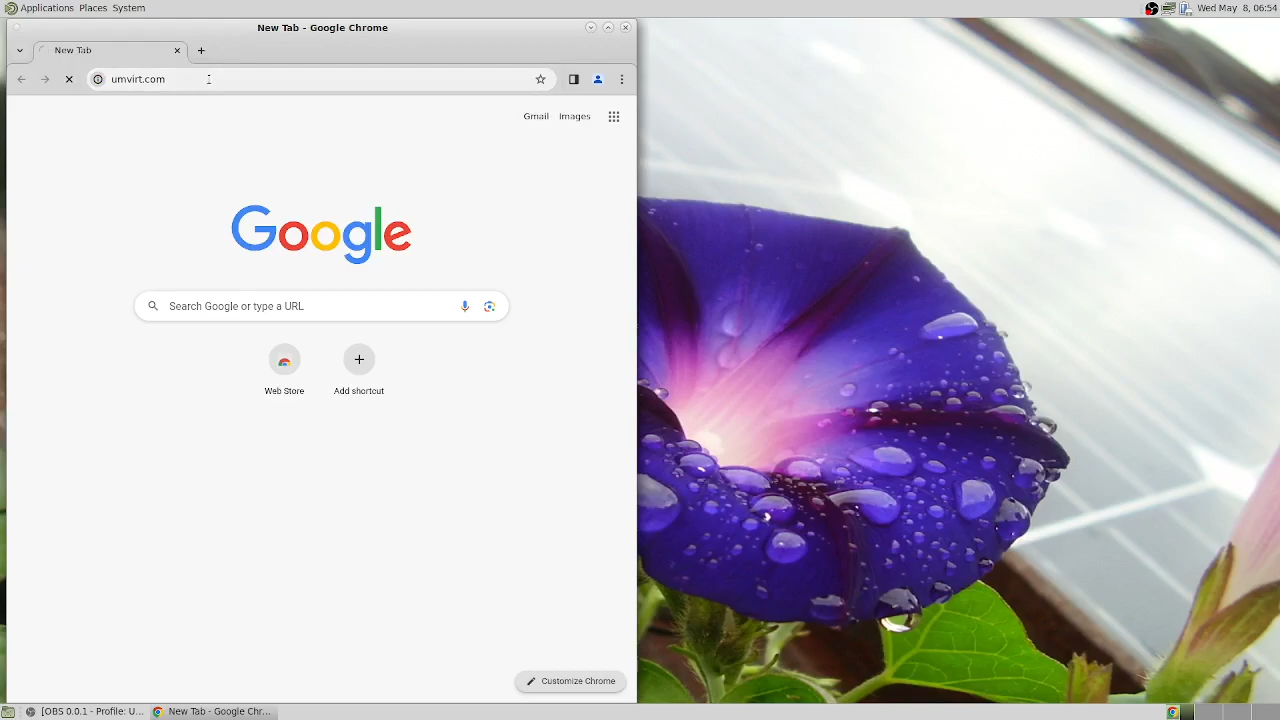 Applications Places System
Wed May 8, 06:54
New Tab - Google Chrome
New Tab
umvirt.com
Gmail Images
Google
Search Google or type a URL
Web Store
Add shortcut
Customize Chrome
[OBS 0.0.1 - Profile: U...
New Tab - Google Chr...